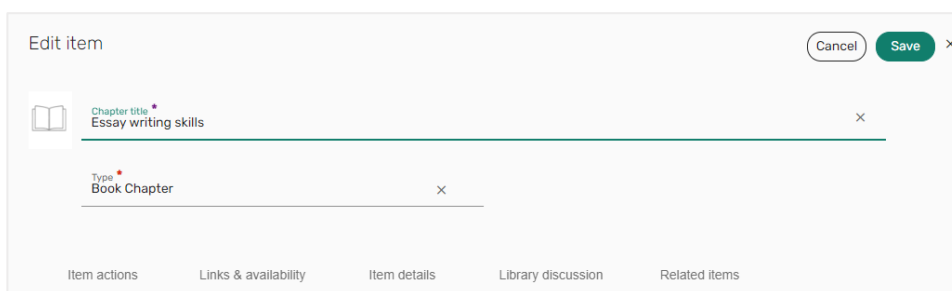 Edit item
Cancel Save
Chapter title *
Essay writing skills
Type *
Book Chapter
Item actions Links & availability Item details Library discussion Related items